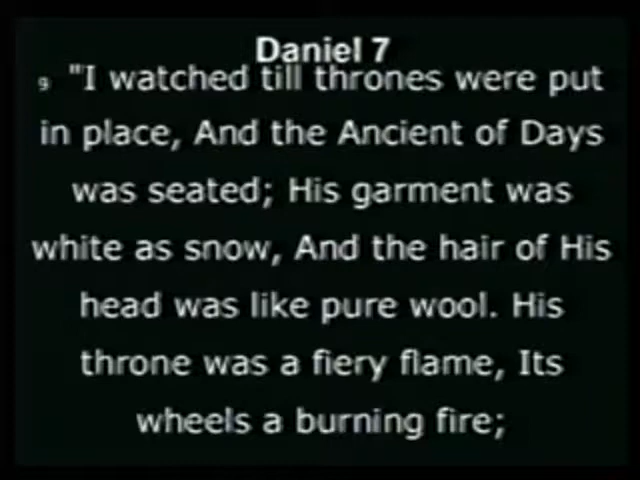 Daniel 7
9 "I watched till thrones were put
in place, And the Ancient of Days
was seated; His garment was
white as snow, And the hair of His
head was like pure wool. His
throne was a fiery flame, Its
wheels a burning fire;